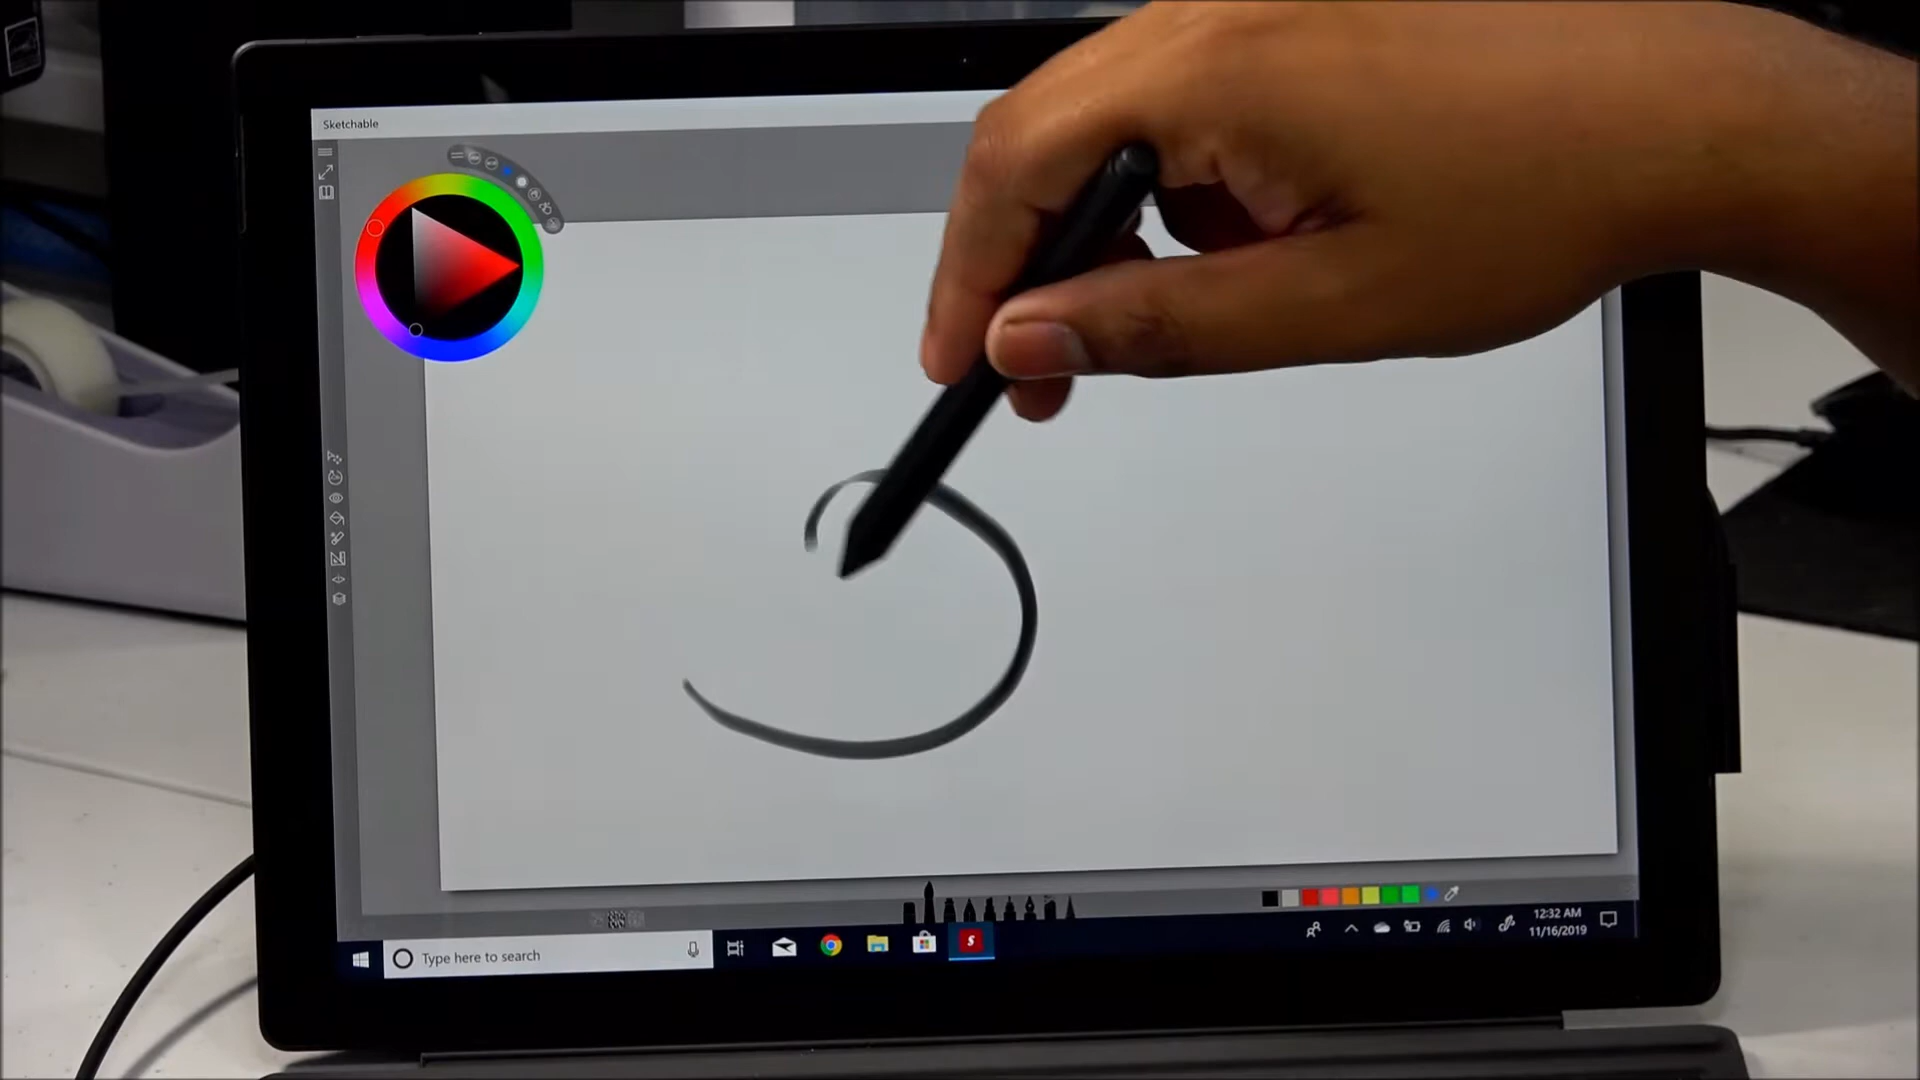 Sketchable
Type here to search
S
12:32 AM
11/16/2019